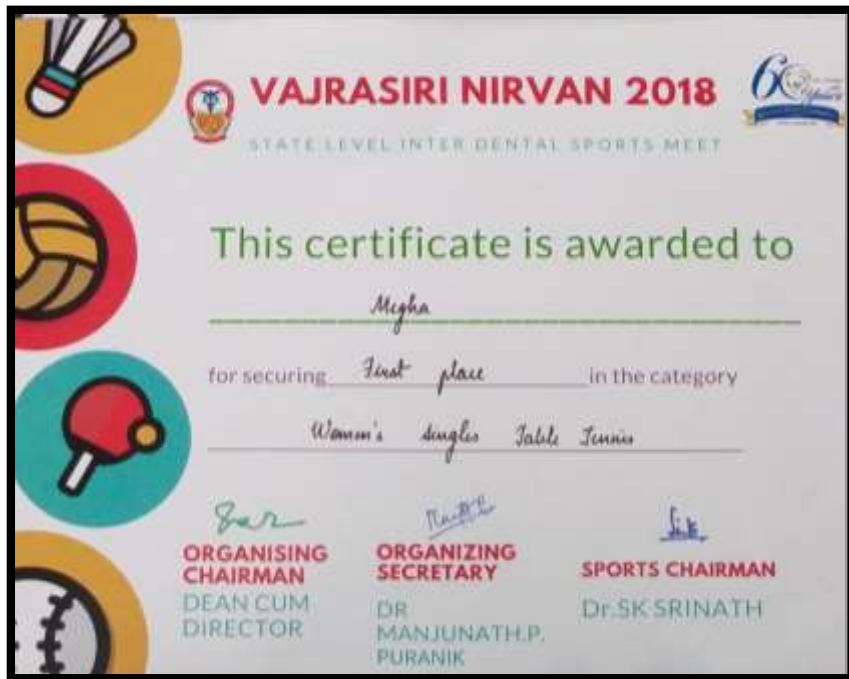 VAJRASIRI NIRVAN 2018
60
Years
STATE LEVEL INTER DENTAL SPORTS MEET
This certificate is awarded to
Megha
for securing First place in the category
Women's singles Table Tennis
ORGANISING
CHAIRMAN
DEAN CUM
DIRECTOR
ORGANIZING
SECRETARY
DR
MANJUNATH.P.
PURANIK
SPORTS CHAIRMAN
Dr.SK SRINATH